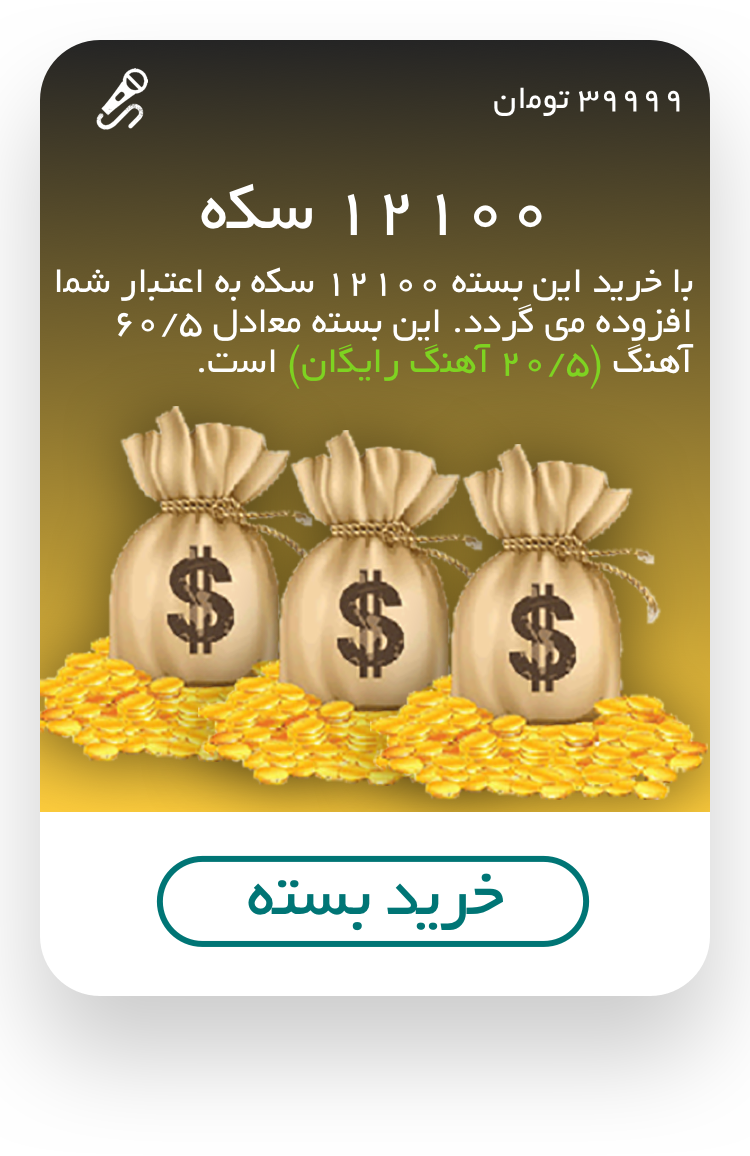 ۳۹۹۹۹ تومان
۱۲۱۰۰ سکه
با خرید این بسته ۱۲۱۰۰ سکه به اعتبار شما
افزوده می گردد. این بسته معادل ۶۰/۵
آهنگ (۲۰/۵ آهنگ رایگان) است.
$ $ $
خرید بسته